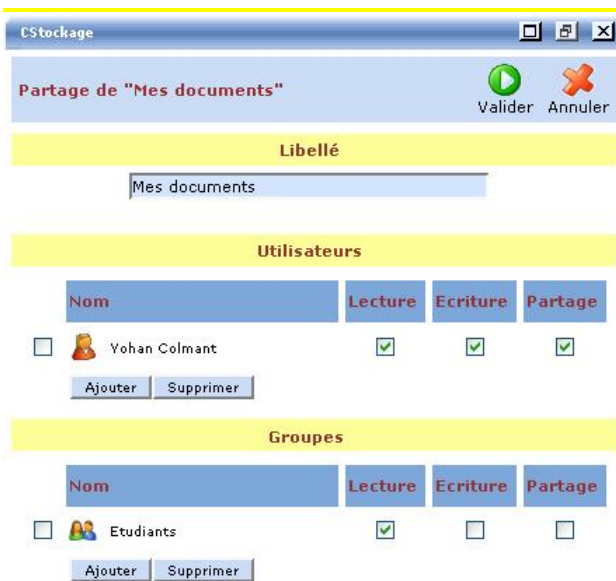 CStockage
Partage de "Mes documents"
Valider Annuler
Libellé
Mes documents
Utilisateurs
Nom Lecture Ecriture Partage
Yohan Colmant
Ajouter Supprimer
Groupes
Nom Lecture Ecriture Partage
Etudiants
Ajouter Supprimer